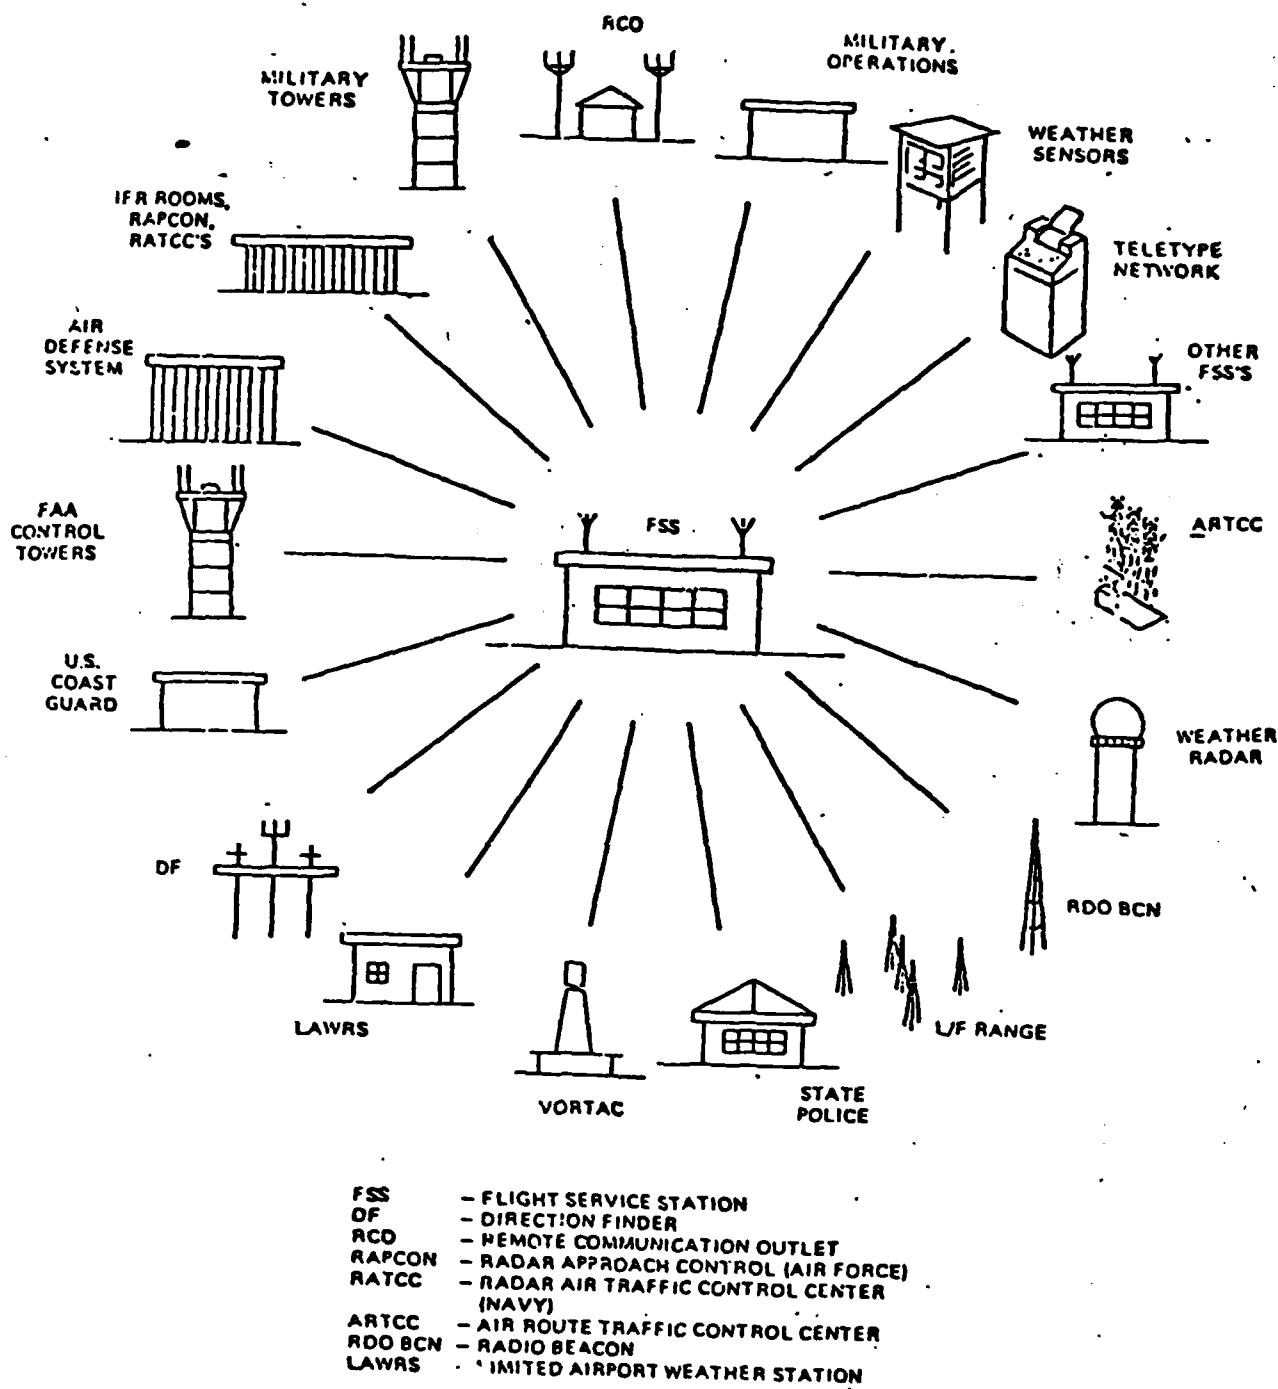 RCO
MILITARY
OPERATIONS
MILITARY
TOWERS
WEATHER
SENSORS
IFR ROOMS,
RAPCON,
RATCC'S
TELETYPE
NETWORK
AIR
DEFENSE
SYSTEM
OTHER
FSS'S
FAA
CONTROL
TOWERS
FSS
ARTCC
U.S.
COAST
GUARD
WEATHER
RADAR
DF
RDO BCN
LAWRS
L/F RANGE
VORTAC
STATE
POLICE
FSS – FLIGHT SERVICE STATION
DF – DIRECTION FINDER
RCO – REMOTE COMMUNICATION OUTLET
RAPCON – RADAR APPROACH CONTROL (AIR FORCE)
RATCC – RADAR AIR TRAFFIC CONTROL CENTER
(NAVY)
ARTCC – AIR ROUTE TRAFFIC CONTROL CENTER
RDO BCN – RADIO BEACON
LAWRS - LIMITED AIRPORT WEATHER STATION